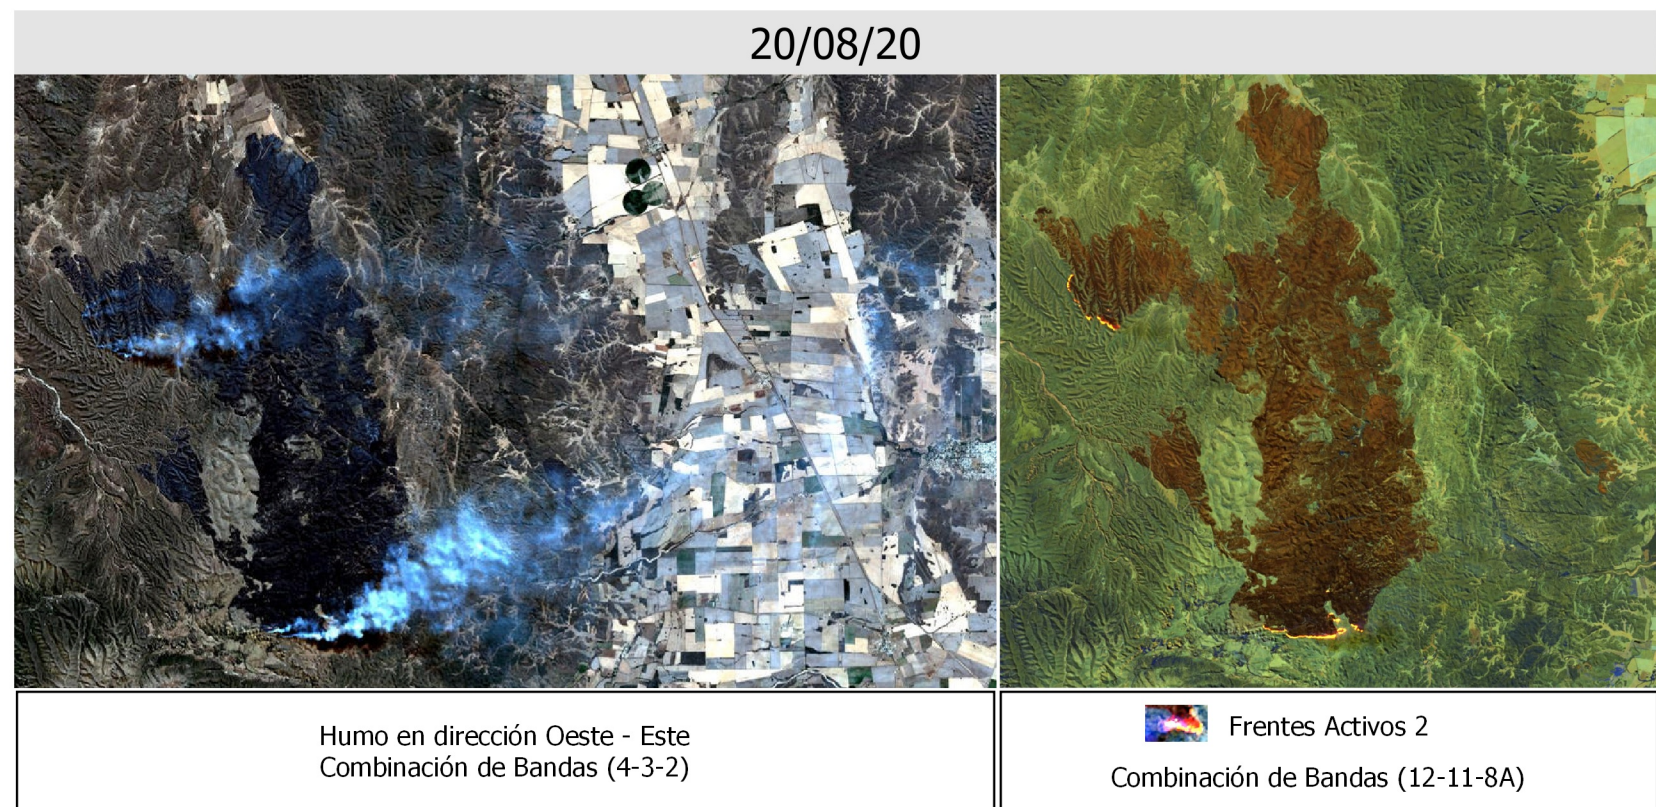 20/08/20
Humo en dirección Oeste - Este
Combinación de Bandas (4-3-2)
Frentes Activos 2
Combinación de Bandas (12-11-8A)